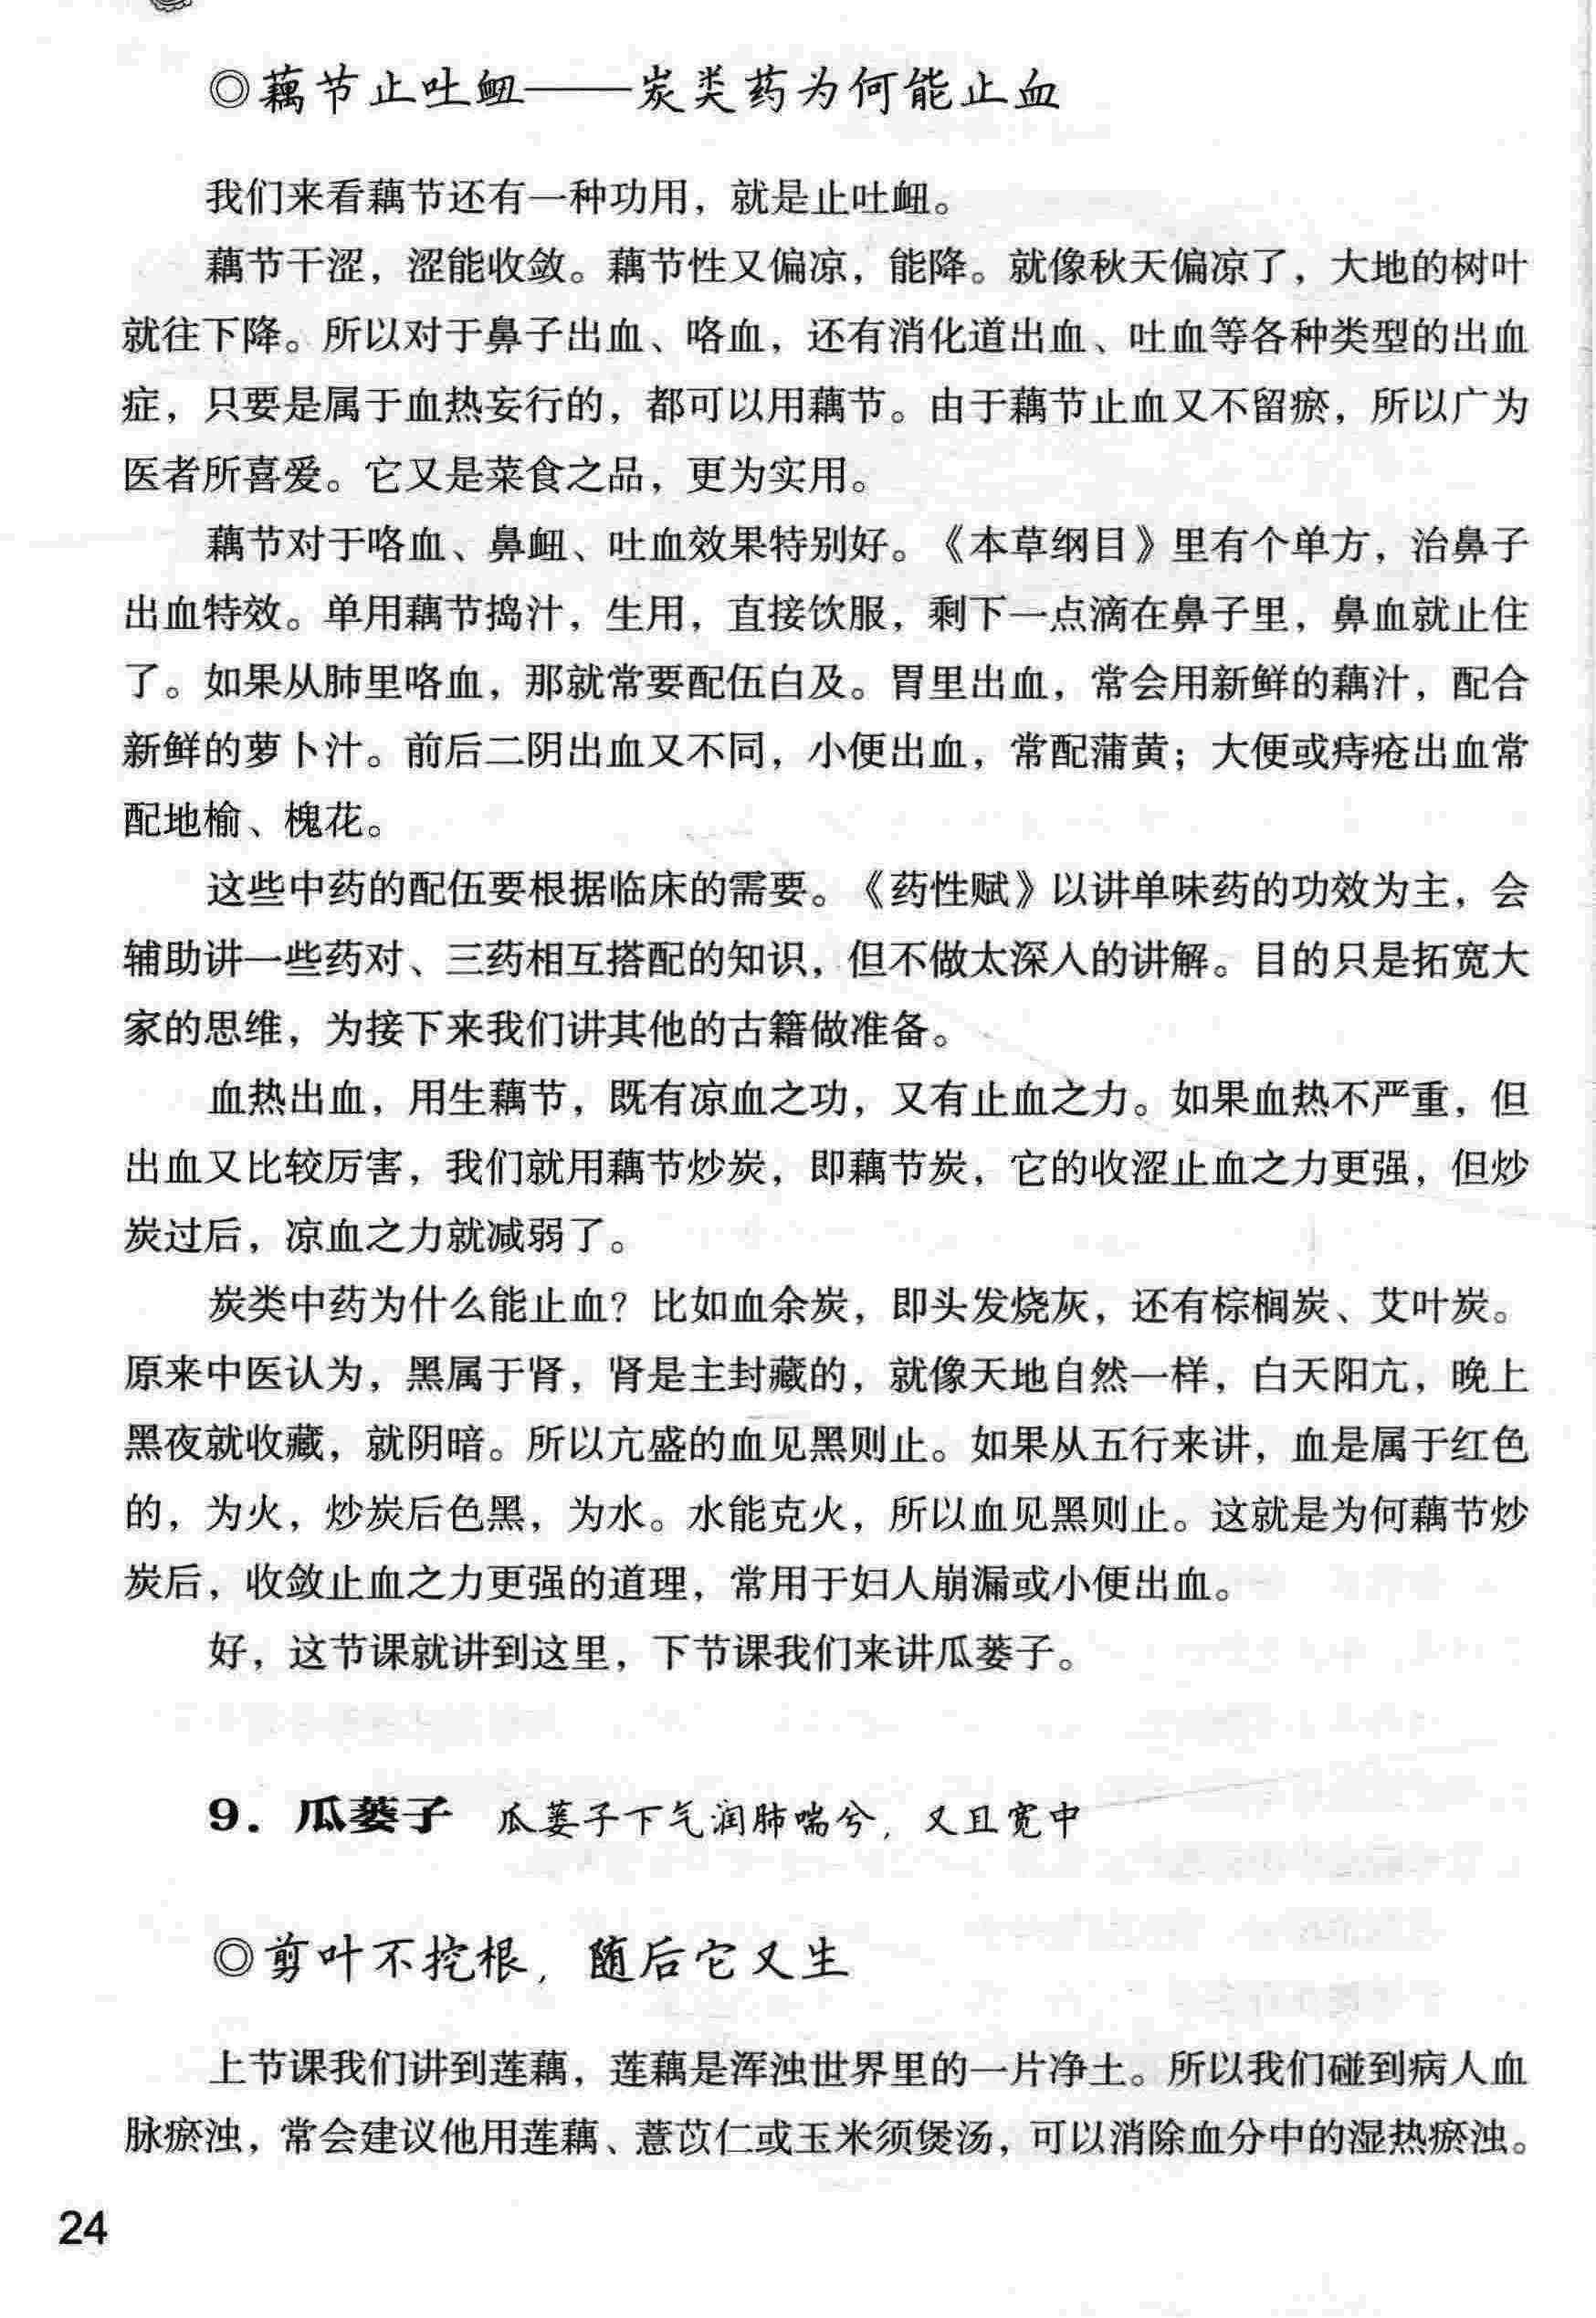 ◎藕节止吐衄——炭类药为何能止血
我们来看藕节还有一种功用，就是止吐衄。
藕节干涩，涩能收敛。藕节性又偏凉，能降。就像秋天偏凉了，大地的树叶
就往下降。所以对于鼻子出血、咯血，还有消化道出血、吐血等各种类型的出血
症，只要是属于血热妄行的，都可以用藕节。由于藕节止血又不留瘀，所以广为
医者所喜爱。它又是菜食之品，更为实用。
藕节对于咯血、鼻衄、吐血效果特别好。《本草纲目》里有个单方，治鼻子
出血特效。单用藕节捣汁，生用，直接饮服，剩下一点滴在鼻子里，鼻血就止住
了。如果从肺里咯血，那就常要配伍白及。胃里出血，常会用新鲜的藕汁，配合
新鲜的萝卜汁。前后二阴出血又不同，小便出血，常配蒲黄；大便或痔疮出血常
配地榆、槐花。
这些中药的配伍要根据临床的需要。《药性赋》以讲单味药的功效为主，会
辅助讲一些药对、三药相互搭配的知识，但不做太深入的讲解。目的只是拓宽大
家的思维，为接下来我们讲其他的古籍做准备。
血热出血，用生藕节，既有凉血之功，又有止血之力。如果血热不严重，但
出血又比较厉害，我们就用藕节炒炭，即藕节炭，它的收涩止血之力更强，但炒
炭过后，凉血之力就减弱了。
炭类中药为什么能止血？比如血余炭，即头发烧灰，还有棕榈炭、艾叶炭。
原来中医认为，黑属于肾，肾是主封藏的，就像天地自然一样，白天阳亢，晚上
黑夜就收藏，就阴暗。所以亢盛的血见黑则止。如果从五行来讲，血是属于红色
的，为火，炒炭后色黑，为水。水能克火，所以血见黑则止。这就是为何藕节炒
炭后，收敛止血之力更强的道理，常用于妇人崩漏或小便出血。
好，这节课就讲到这里，下节课我们来讲瓜蒌子。
9．瓜蒌子 瓜蒌子下气润肺喘兮，又且宽中
◎剪叶不挖根，随后它又生
上节课我们讲到莲藕，莲藕是浑浊世界里的一片净土。所以我们碰到病人血
脉瘀浊，常会建议他用莲藕、薏苡仁或玉米须煲汤，可以消除血分中的湿热瘀浊。
24